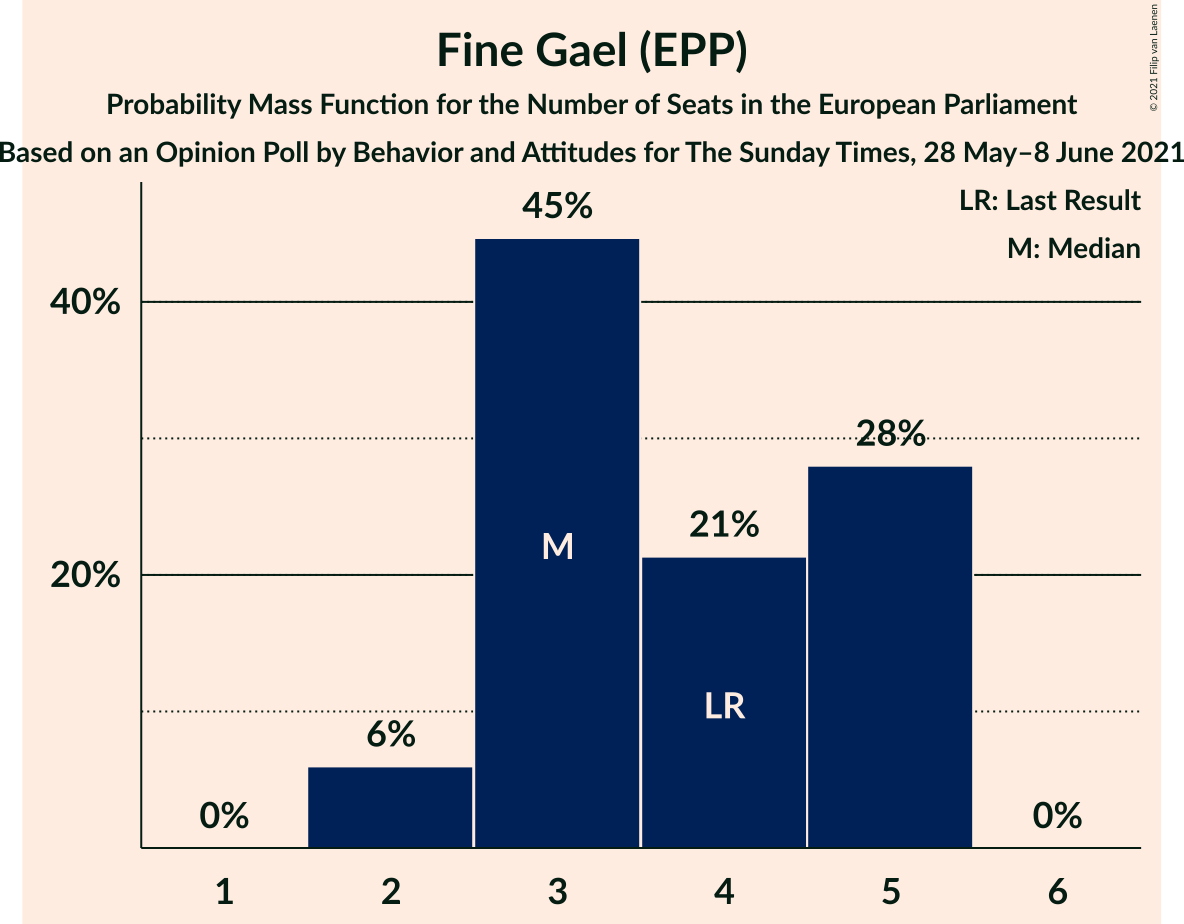 Fine Gael (EPP)
Probability Mass Function for the Number of Seats in the European Parliament
Based on an Opinion Poll by Behavior and Attitudes for The Sunday Times, 28 May–8 June 2021
© 2021 Filip van Laenen
LR: Last Result
M: Median
45%
40%
28%
21%
M
20%
LR
6%
0%
0%
1 2 3 4 5 6